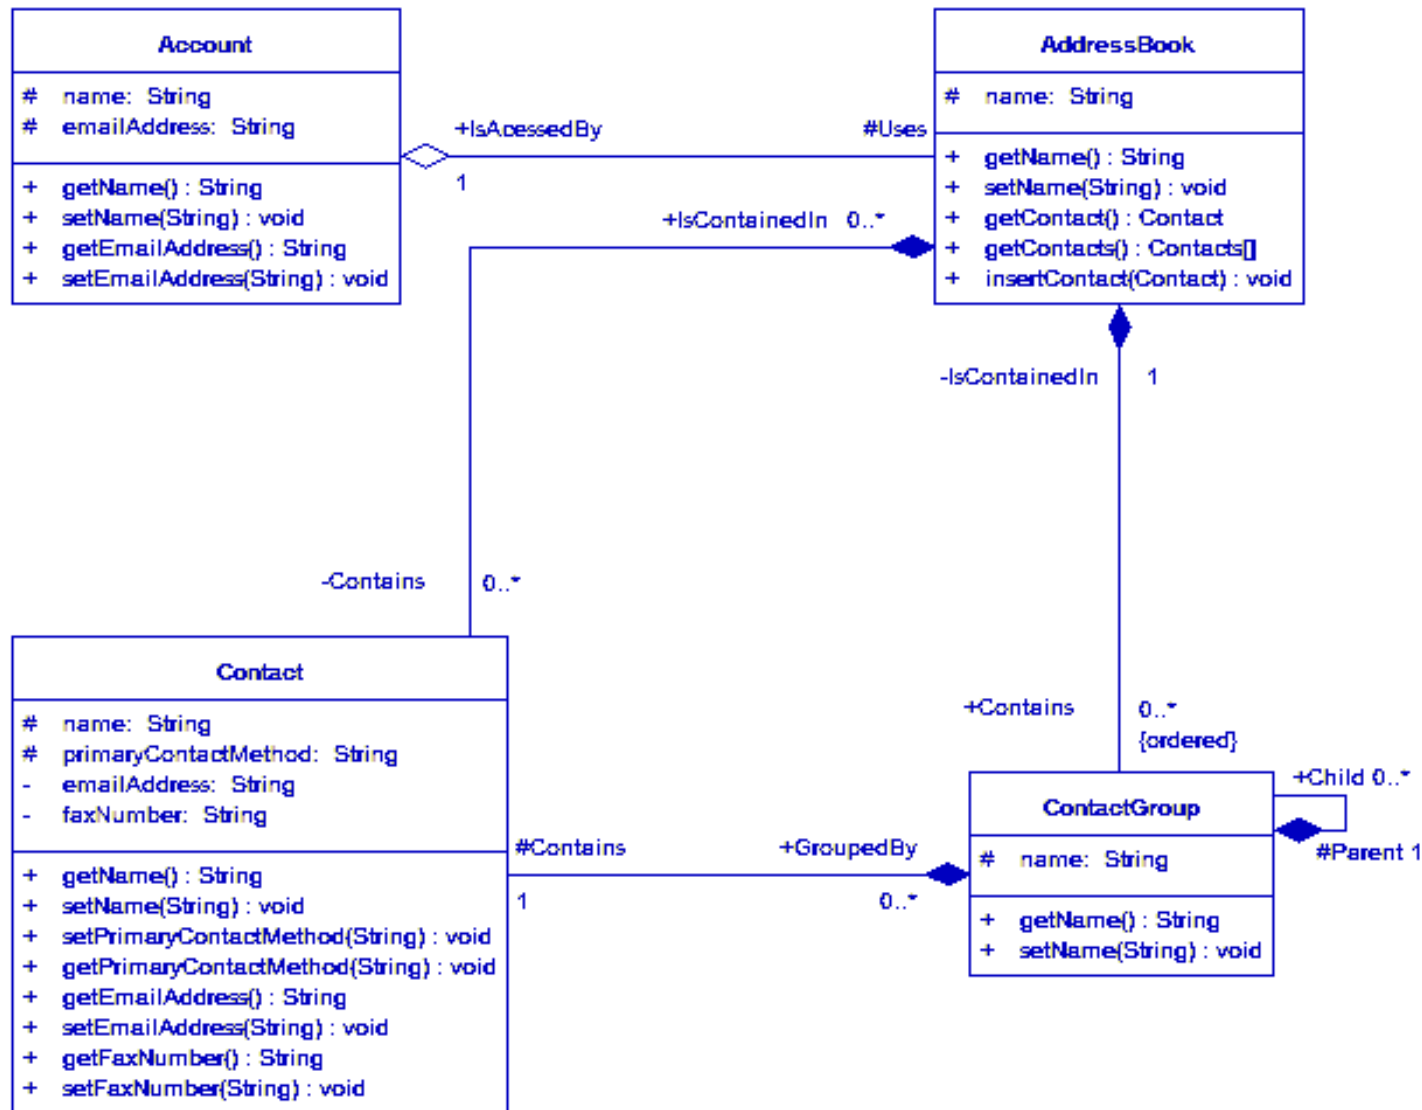 Account
# name: String
# emailAddress: String
+ getName() : String
+ setName(String) : void
+ getEmailAddress() : String
+ setEmailAddress(String) : void
+IsAcessedBy
1
#Uses
AddressBook
# name: String
+ getName() : String
+ setName(String) : void
+ getContact() : Contact
+ getContacts() : Contacts[]
+ insertContact(Contact) : void
+IsContainedIn 0..*
-IsContainedIn 1
-Contains 0..*
+Contains 0..*
{ordered}
Contact
# name: String
# primaryContactMethod: String
- emailAddress: String
- faxNumber: String
+ getName() : String
+ setName(String) : void
+ setPrimaryContactMethod(String) : void
+ getPrimaryContactMethod(String) : void
+ getEmailAddress() : String
+ setEmailAddress(String) : void
+ getFaxNumber() : String
+ setFaxNumber(String) : void
#Contains
1
+GroupedBy
0..*
ContactGroup
# name: String
+ getName() : String
+ setName(String) : void
+Child 0..*
#Parent 1